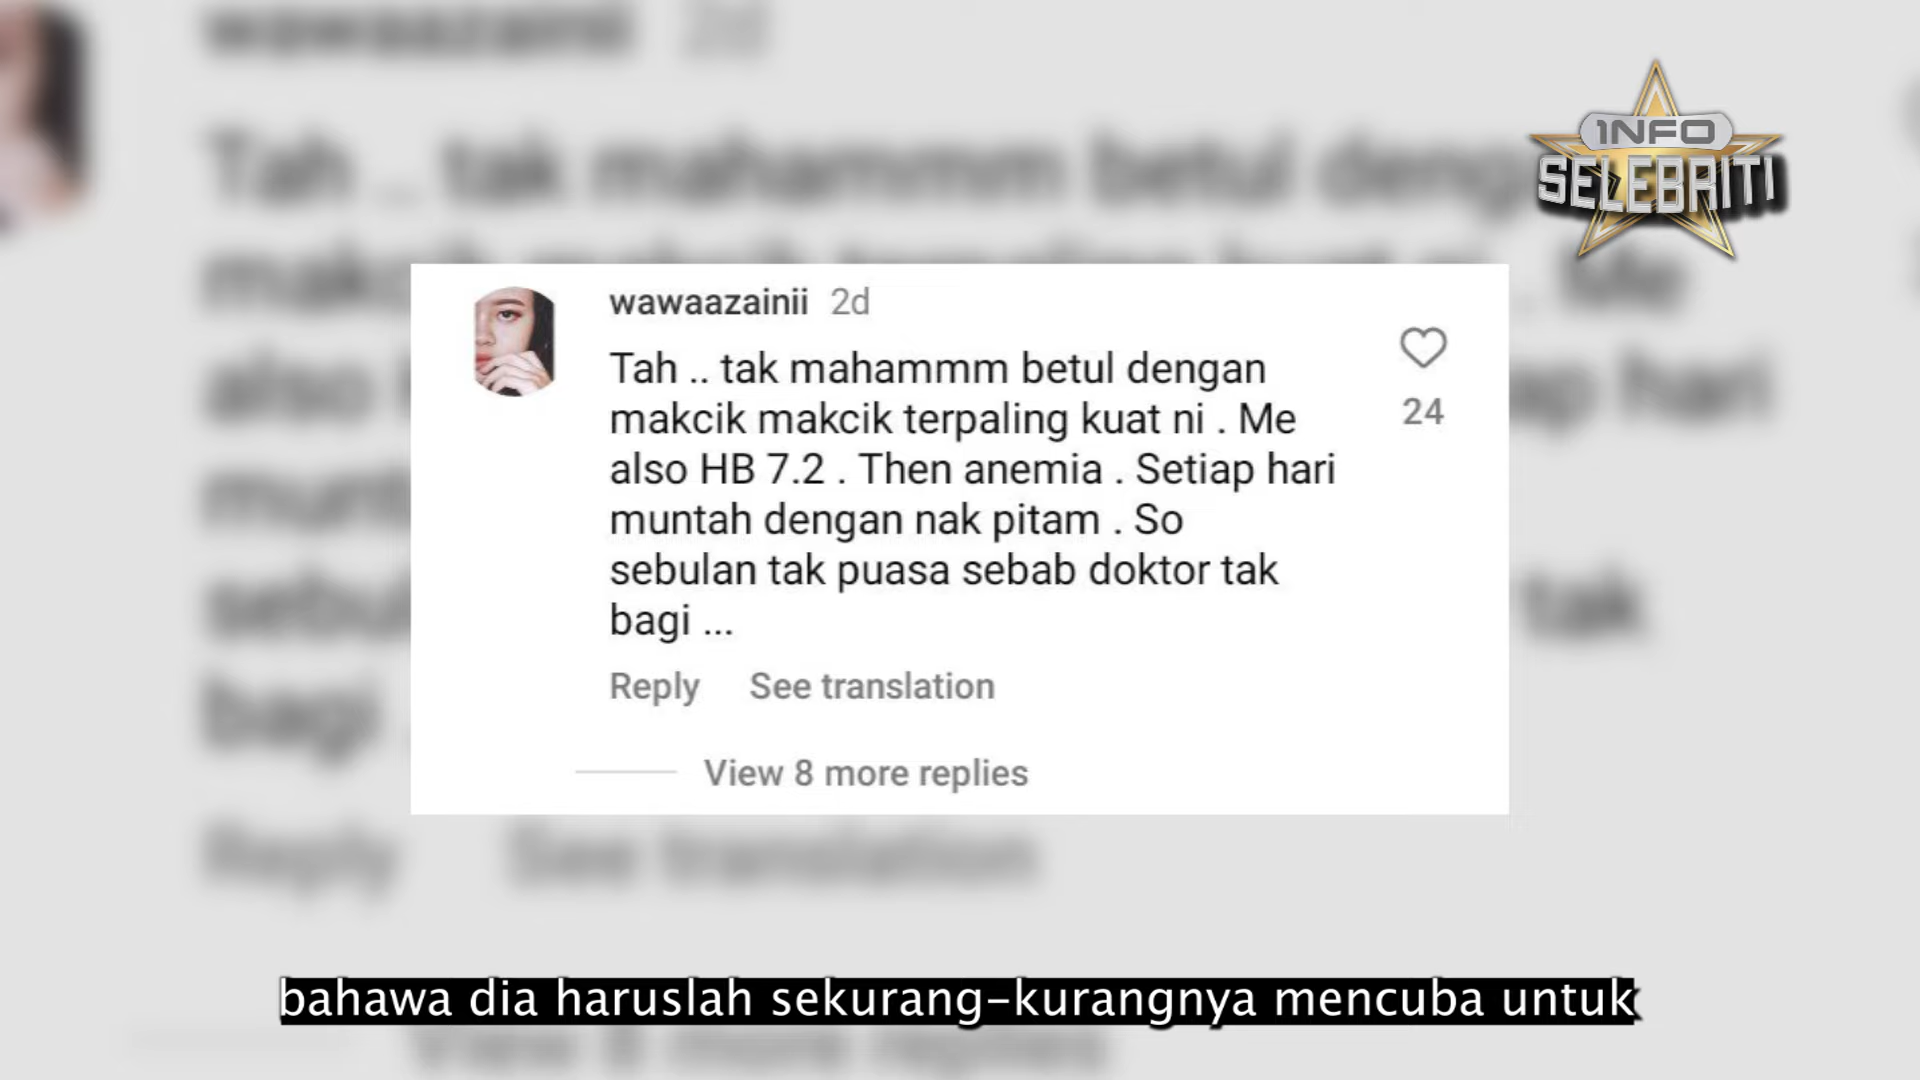 1NFO
SELEBRITI
wawaazainii 2d
Tah .. tak mahammm betul dengan
makcik makcik terpaling kuat ni . Me
also HB 7.2 . Then anemia . Setiap hari
muntah dengan nak pitam . So
sebulan tak puasa sebab doktor tak
bagi ...
24
Reply See translation
View 8 more replies
bahawa dia haruslah sekurang-kurangnya mencuba untuk